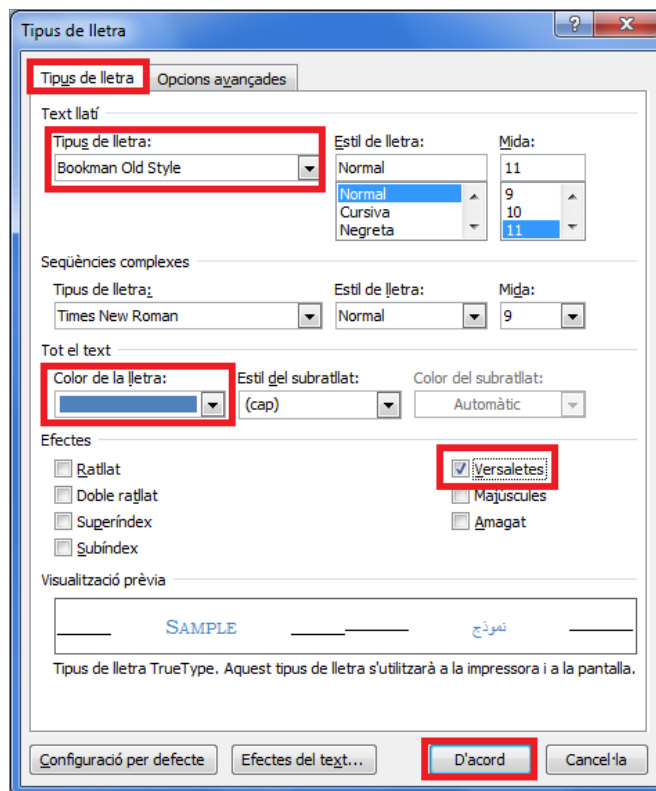 Tipus de lletra
Tipus de lletra Opcions avançades
Text llatí
Tipus de lletra: Estil de lletra: Mida:
Bookman Old Style Normal 11
Normal 9
Cursiva 10
Negreta 11
Seqüències complexes
Tipus de lletra: Estil de lletra: Mida:
Times New Roman Normal 9
Tot el text
Color de la lletra: Estil del subratllat: Color del subratllat:
(cap) Automàtic
Efectes
Ratllat Versaletes
Doble ratllat Majúscules
Superíndex Amagat
Subíndex
Visualització prèvia
SAMPLE نموذج
Tipus de lletra TrueType. Aquest tipus de lletra s'utilitzarà a la impressora i a la pantalla.
Configuració per defecte Efectes del text... D'acord Cancel·la